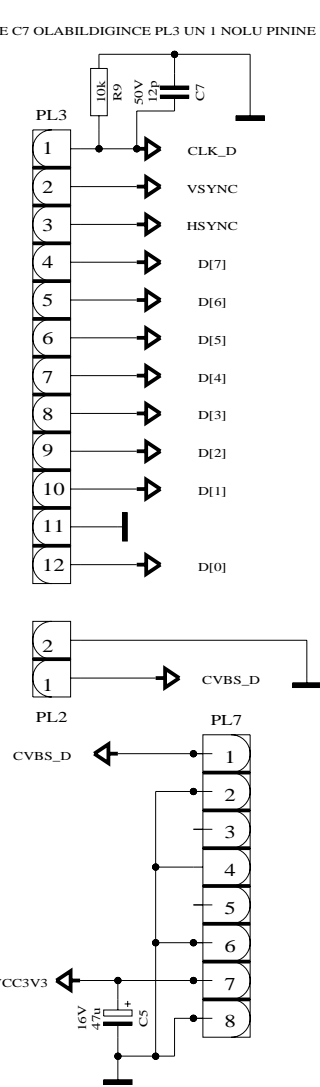 E C7 OLABILDIGINCE PL3 UN 1 NOLU PININE
10k
R9
50V
12p
C7
PL3
1 CLK_D
2 VSYNC
3 HSYNC
4 D[7]
5 D[6]
6 D[5]
7 D[4]
8 D[3]
9 D[2]
10 D[1]
11
12 D[0]
2
1 CVBS_D
PL2
PL7
CVBS_D 1
2
3
4
5
6
VCC3V3 7
16V
47u
+
C5
8